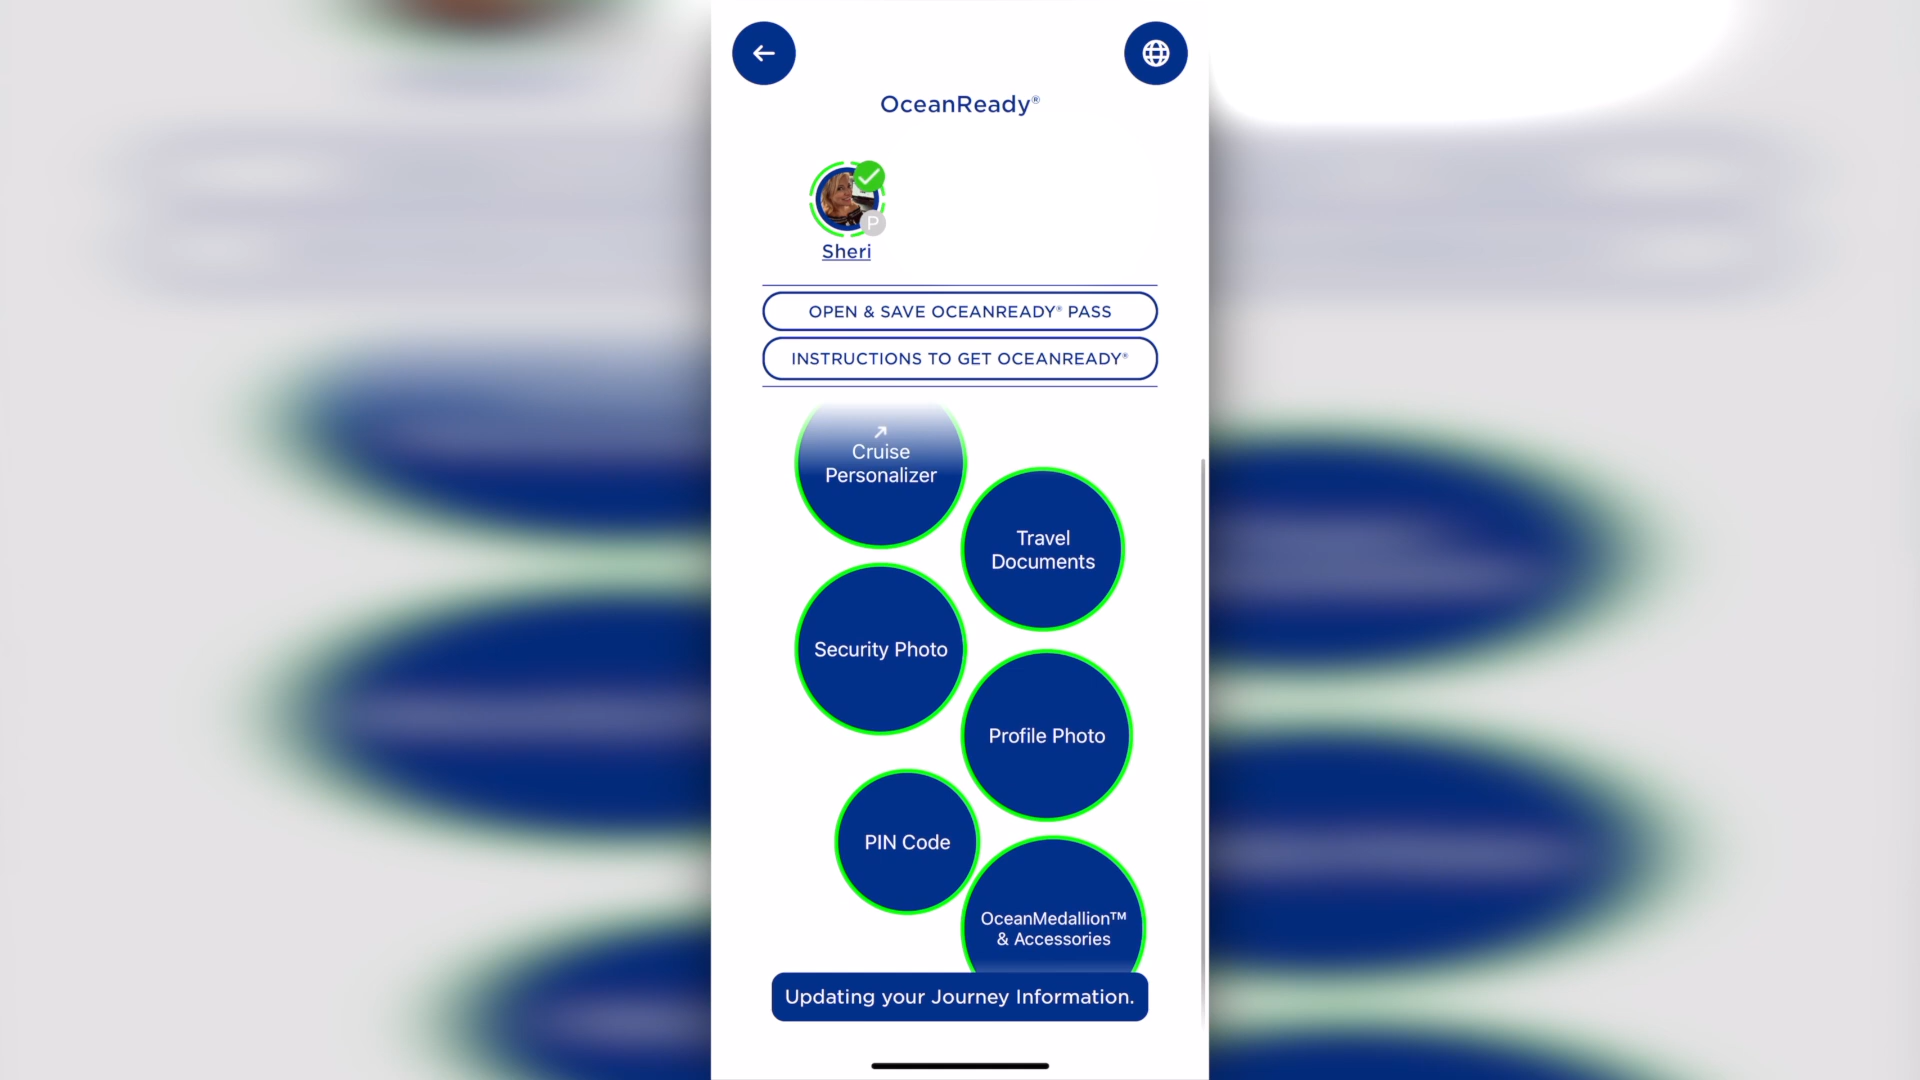 OceanReady®
P
Sheri
OPEN & SAVE OCEANREADY® PASS
INSTRUCTIONS TO GET OCEANREADY®
Cruise
Personalizer
Travel
Documents
Security Photo
Profile Photo
PIN Code
OceanMedallion™
& Accessories
Updating your Journey Information.